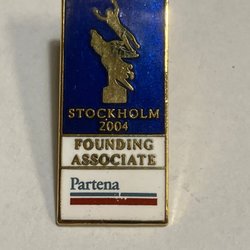 STOCKHOLM
2004
FOUNDING
ASSOCIATE
Partena